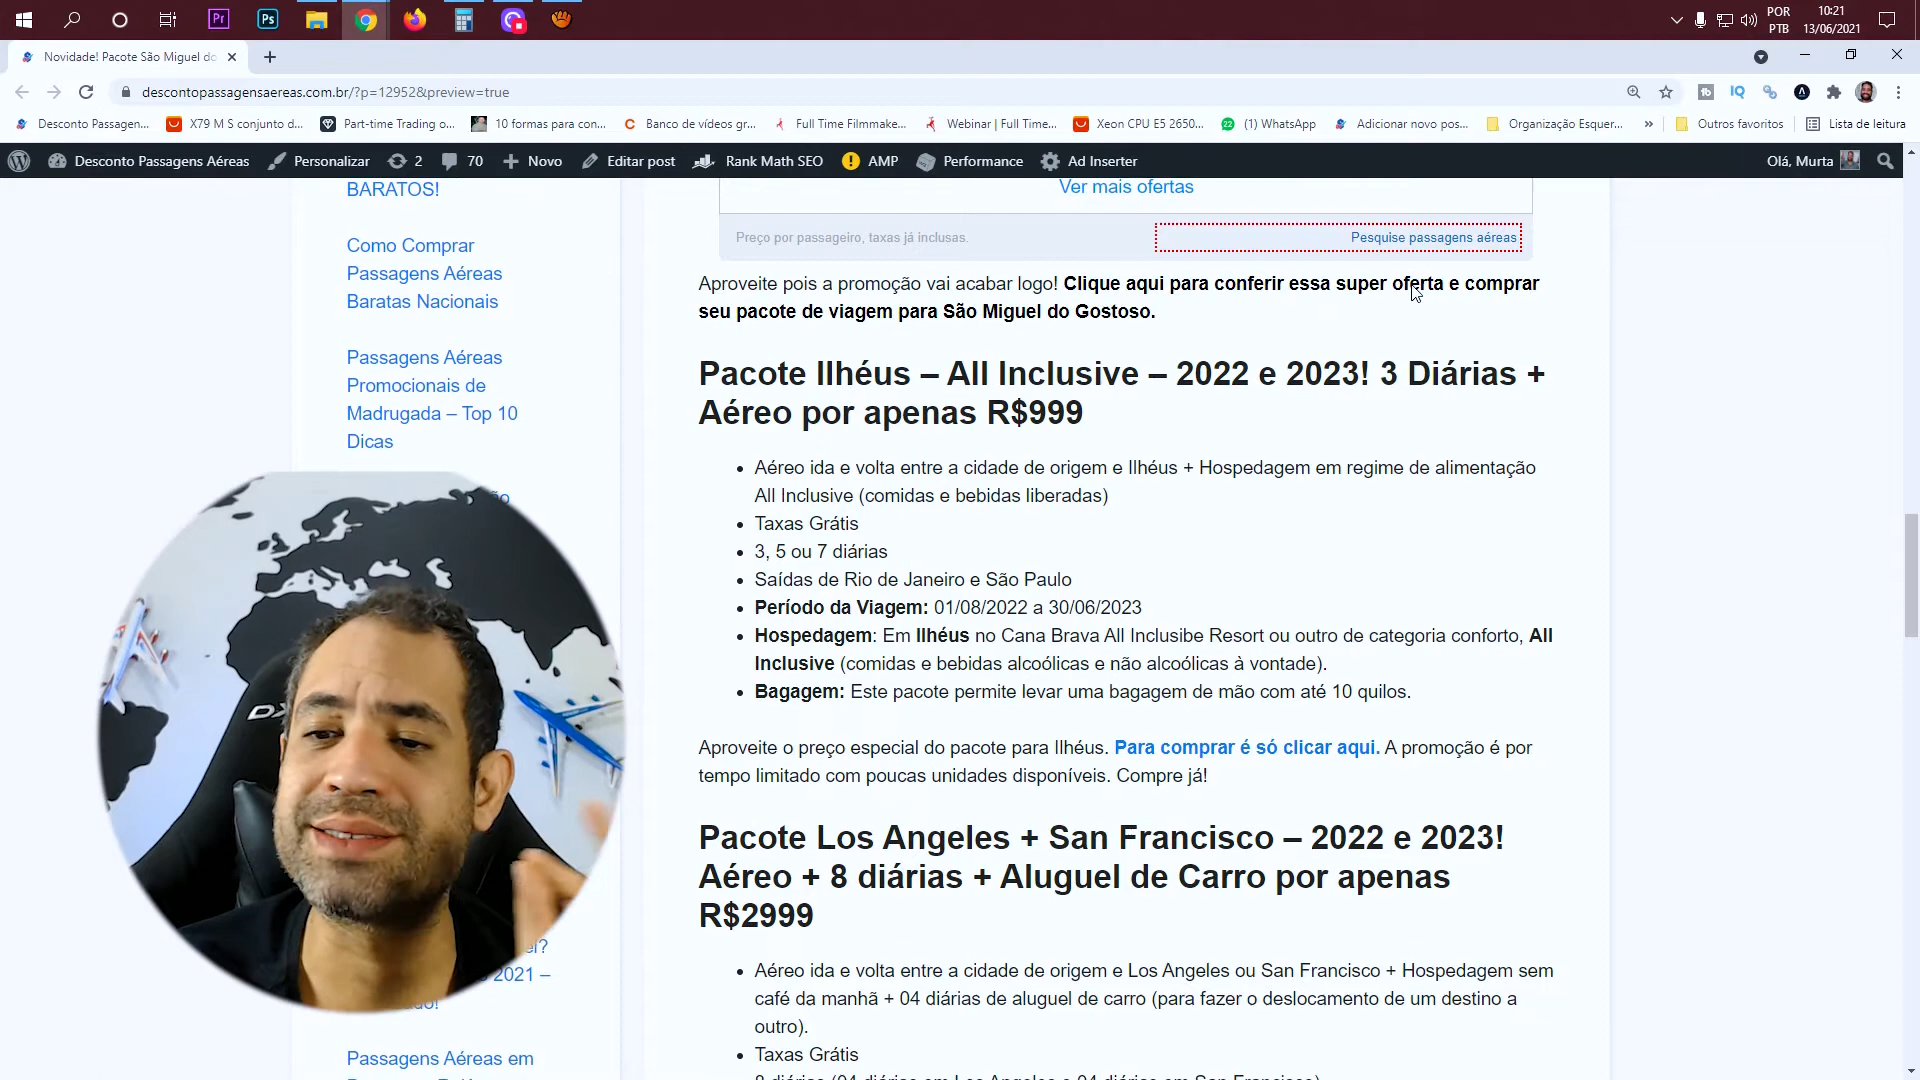 POR
PTB
10:21
13/06/2021
Novidade! Pacote São Miguel do
descontopassagensaereas.com.br/?p=12952&preview=true
Desconto Passagen...
X79 M S conjunto d...
Part-time Trading o...
10 formas para con...
Banco de vídeos gr...
Full Time Filmmake...
Webinar | Full Time...
Xeon CPU E5 2650...
(1) WhatsApp
Adicionar novo pos...
Organização Esquer...
»
Outros favoritos
Lista de leitura
Desconto Passagens Aéreas
Personalizar
2
70
Novo
Editar post
Rank Math SEO
AMP
Performance
Ad Inserter
Olá, Murta
BARATOS!
Como Comprar
Passagens Aéreas
Baratas Nacionais
Passagens Aéreas
Promocionais de
Madrugada – Top 10
Dicas
2021 –
Passagens Aéreas em
Ver mais ofertas
Preço por passageiro, taxas já inclusas.
Pesquise passagens aéreas
Aproveite pois a promoção vai acabar logo! Clique aqui para conferir essa super oferta e comprar
seu pacote de viagem para São Miguel do Gostoso.
Pacote Ilhéus – All Inclusive – 2022 e 2023! 3 Diárias +
Aéreo por apenas R$999
• Aéreo ida e volta entre a cidade de origem e Ilhéus + Hospedagem em regime de alimentação
All Inclusive (comidas e bebidas liberadas)
• Taxas Grátis
• 3, 5 ou 7 diárias
• Saídas de Rio de Janeiro e São Paulo
• Período da Viagem: 01/08/2022 a 30/06/2023
• Hospedagem: Em Ilhéus no Cana Brava All Inclusibe Resort ou outro de categoria conforto, All
Inclusive (comidas e bebidas alcoólicas e não alcoólicas à vontade).
• Bagagem: Este pacote permite levar uma bagagem de mão com até 10 quilos.
Aproveite o preço especial do pacote para Ilhéus. Para comprar é só clicar aqui. A promoção é por
tempo limitado com poucas unidades disponíveis. Compre já!
Pacote Los Angeles + San Francisco – 2022 e 2023!
Aéreo + 8 diárias + Aluguel de Carro por apenas
R$2999
• Aéreo ida e volta entre a cidade de origem e Los Angeles ou San Francisco + Hospedagem sem
café da manhã + 04 diárias de aluguel de carro (para fazer o deslocamento de um destino a
outro).
• Taxas Grátis
8 diárias (04 diárias em Los Angeles e 04 diárias em San Francisco)